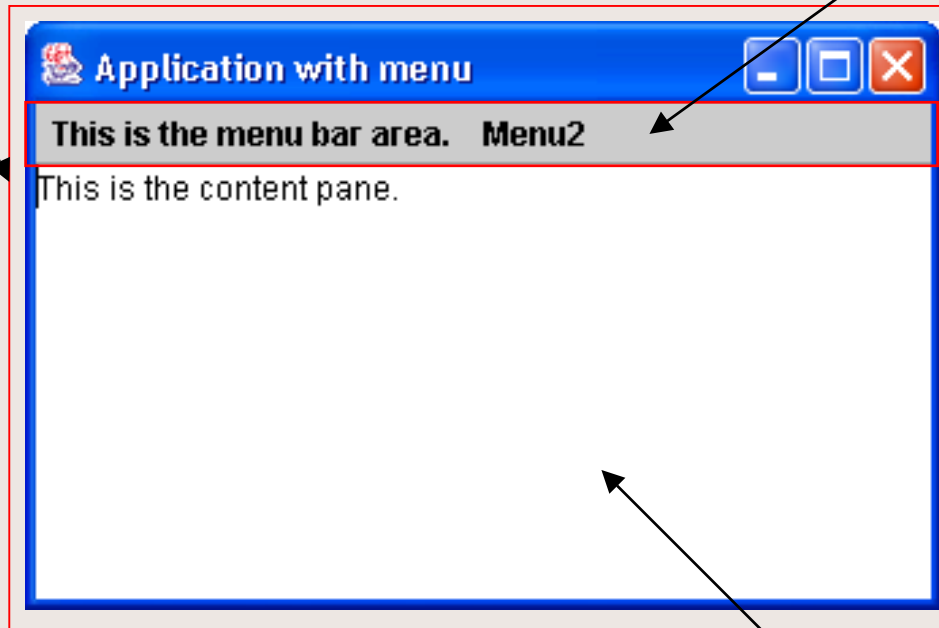 Application with menu
This is the menu bar area. Menu2
This is the content pane.